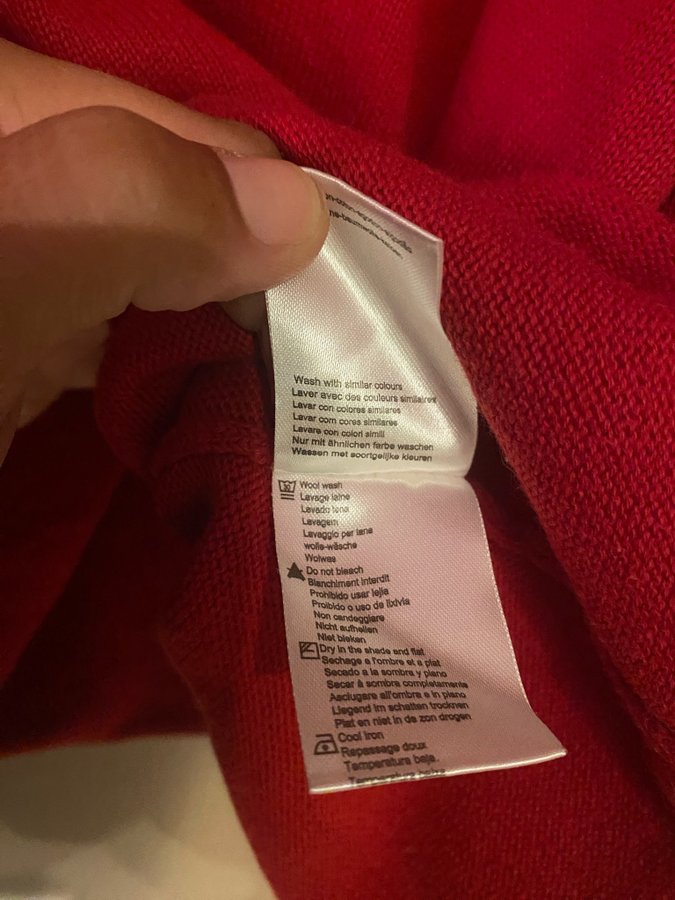 Wash with similar colours
Laver avec des couleurs similaires
Lavar con colores similares
Lavar com cores similares
Lavare con colori simili
Nur mit ähnlichen farbe waschen
Wassen met soortgelijke kleuren
30
Wool wash
Lavage laine
Lavado lana
Lavagem
Lavaggio per lana
wolle-wäsche
Wolwas
Do not bleach
Blanchiment interdit
Prohibido usar lejia
Proibido o uso de lixivia
Non candeggiare
Nicht aufhellen
Niet bleken
Dry in the shade and flat
Sechage a l'ombre et a plat
Secado a la sombra y plano
Secar à sombra completamente
Asciugare all'ombra e in piano
Liegend im schatten trocknen
Plat en niet in de zon drogen
Cool iron
Repassage doux
Temperatura baja.
Temperatura baixa